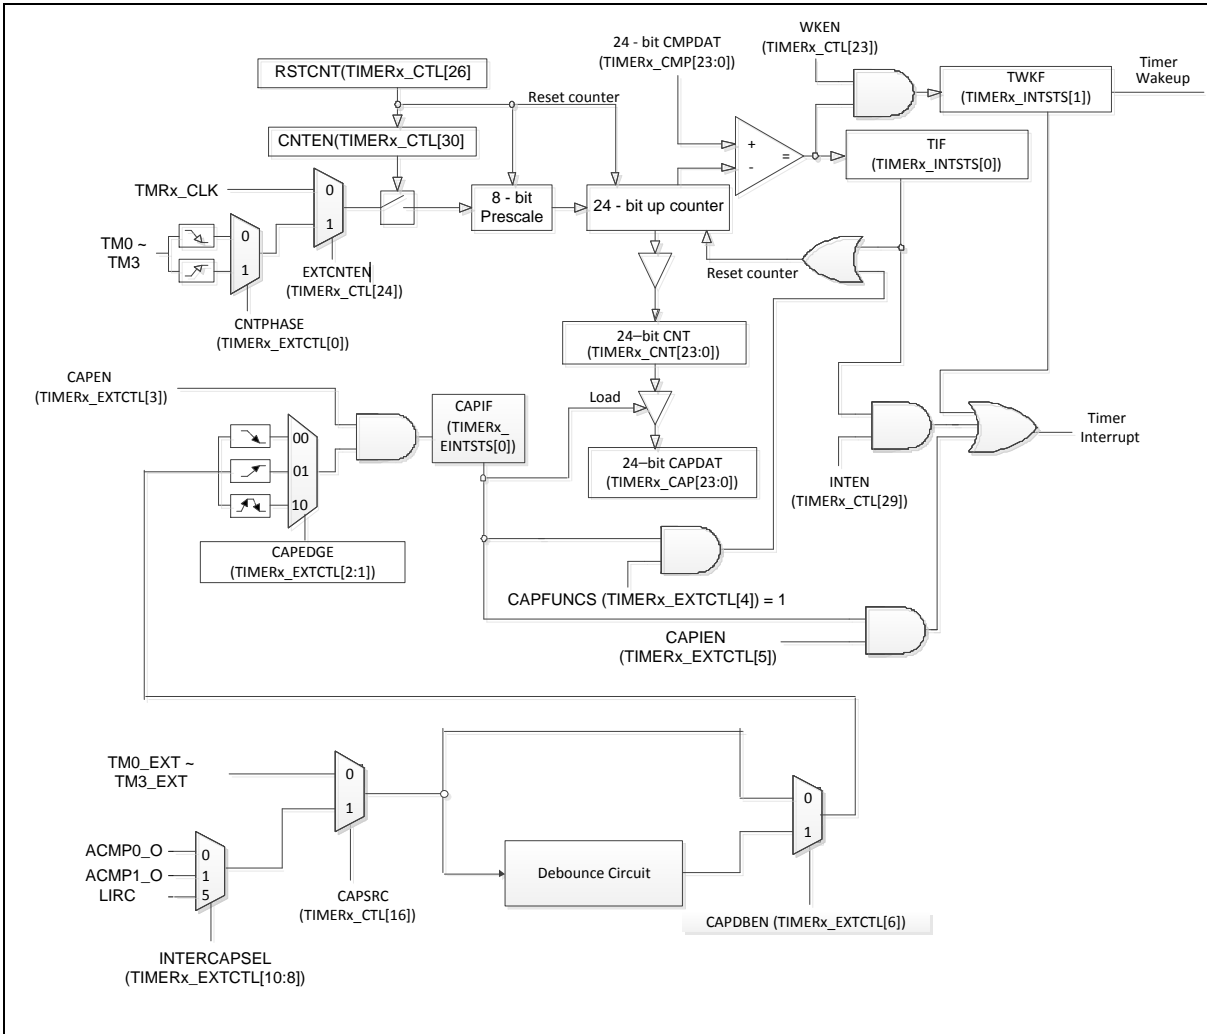 WKEN
(TIMERx_CTL[23])
24 - bit CMPDAT
(TIMERx_CMP[23:0])
RSTCNT(TIMERx_CTL[26]
Reset counter
TWKF
(TIMERx_INTSTS[1])
Timer
Wakeup
CNTEN(TIMERx_CTL[30]
+
-
=
TIF
(TIMERx_INTSTS[0])
TMRx_CLK
0
1
8 - bit
Prescale
24 - bit up counter
TM0 ~
TM3
0
1
EXTCNTEN
(TIMERx_CTL[24])
Reset counter
CNTPHASE
(TIMERx_EXTCTL[0])
24–bit CNT
(TIMERx_CNT[23:0])
CAPEN
(TIMERx_EXTCTL[3])
CAPIF
(TIMERx_
EINTSTS[0])
Load
Timer
Interrupt
00
01
10
24–bit CAPDAT
(TIMERx_CAP[23:0])
INTEN
(TIMERx_CTL[29])
CAPEDGE
(TIMERx_EXTCTL[2:1])
CAPFUNCS (TIMERx_EXTCTL[4]) = 1
CAPIEN
(TIMERx_EXTCTL[5])
TM0_EXT ~
TM3_EXT
0
1
0
1
ACMP0_O
ACMP1_O
LIRC
0
1
5
Debounce Circuit
CAPSRC
(TIMERx_CTL[16])
CAPDBEN (TIMERx_EXTCTL[6])
INTERCAPSEL
(TIMERx_EXTCTL[10:8])